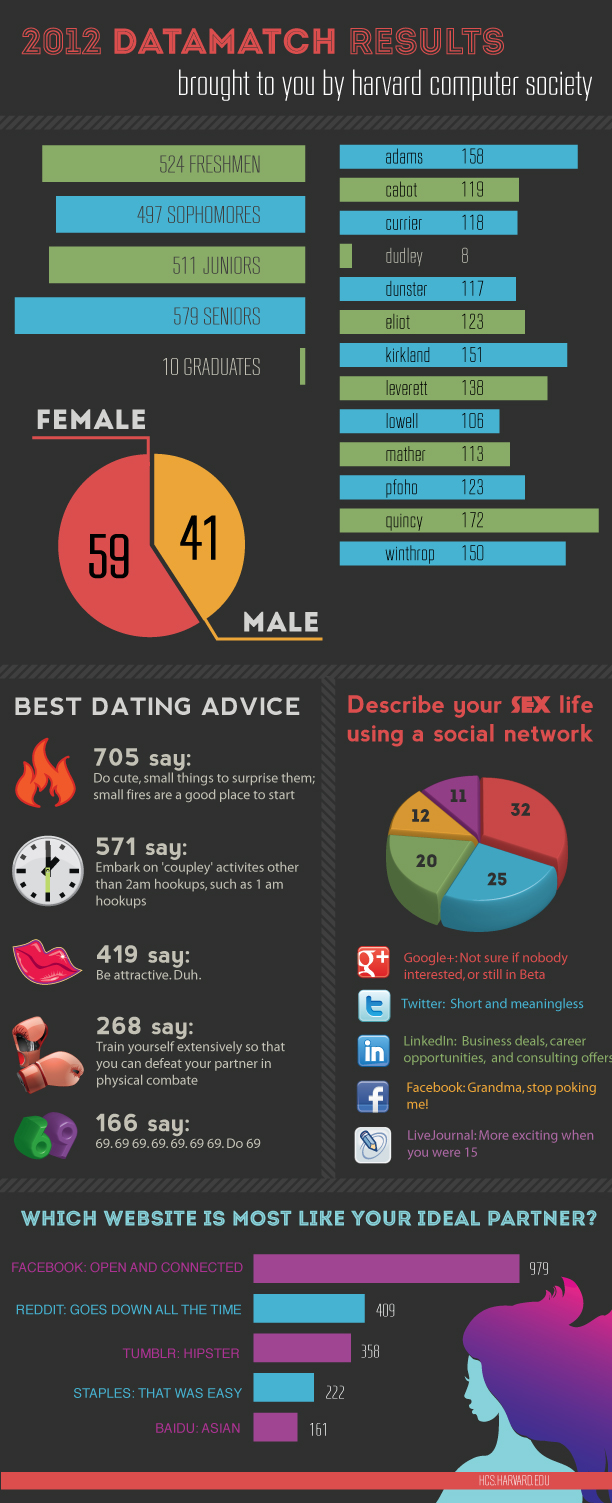 2012 DATAMATCH RESULTS
brought to you by harvard computer society
524 FRESHMEN
497 SOPHOMORES
511 JUNIORS
579 SENIORS
10 GRADUATES
adams 158
cabot 119
currier 118
dudley 8
dunster 117
eliot 123
kirkland 151
leverett 138
lowell 106
mather 113
pfoho 123
quincy 172
winthrop 150
FEMALE
59
41
MALE
BEST DATING ADVICE
705 say:
Do cute, small things to surprise them;
small fires are a good place to start
571 say:
Embark on 'coupley' activites other
than 2am hookups, such as 1 am
hookups
419 say:
Be attractive. Duh.
268 say:
Train yourself extensively so that
you can defeat your partner in
physical combate
69
166 say:
69. 69 69. 69. 69. 69 69. Do 69
Describe your SEX life
using a social network
11
32
12
20
25
g+
Google+: Not sure if nobody
interested, or still in Beta
t
Twitter: Short and meaningless
in
LinkedIn: Business deals, career
opportunities, and consulting offers
f
Facebook: Grandma, stop poking
me!
LiveJournal: More exciting when
you were 15
WHICH WEBSITE IS MOST LIKE YOUR IDEAL PARTNER?
FACEBOOK: OPEN AND CONNECTED 979
REDDIT: GOES DOWN ALL THE TIME 409
TUMBLR: HIPSTER 358
STAPLES: THAT WAS EASY 222
BAIDU: ASIAN 161
HCS.HARVARD.EDU